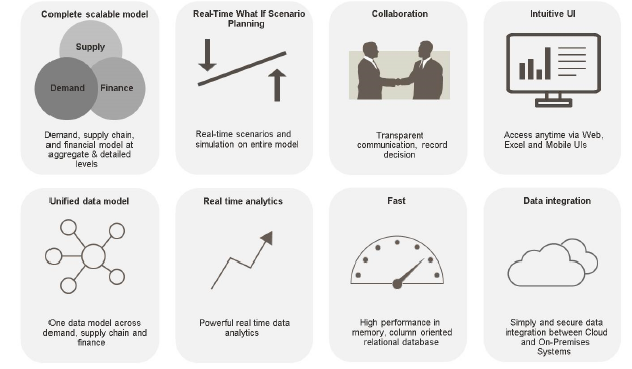 Complete scalable model
Supply
Demand
Finance
Demand, supply chain,
and financial model at
aggregate & detailed
levels
Real-Time What If Scenario
Planning
Real-time scenarios and
simulation on entire model
Collaboration
Transparent
communication, record
decision
Intuitive UI
Access anytime via Web,
Excel and Mobile UIs
Unified data model
One data model across
demand, supply chain and
finance
Real time analytics
Powerful real time data
analytics
Fast
High performance in
memory, column oriented
relational database
Data integration
Simply and secure data
integration between Cloud
and On-Premises
Systems